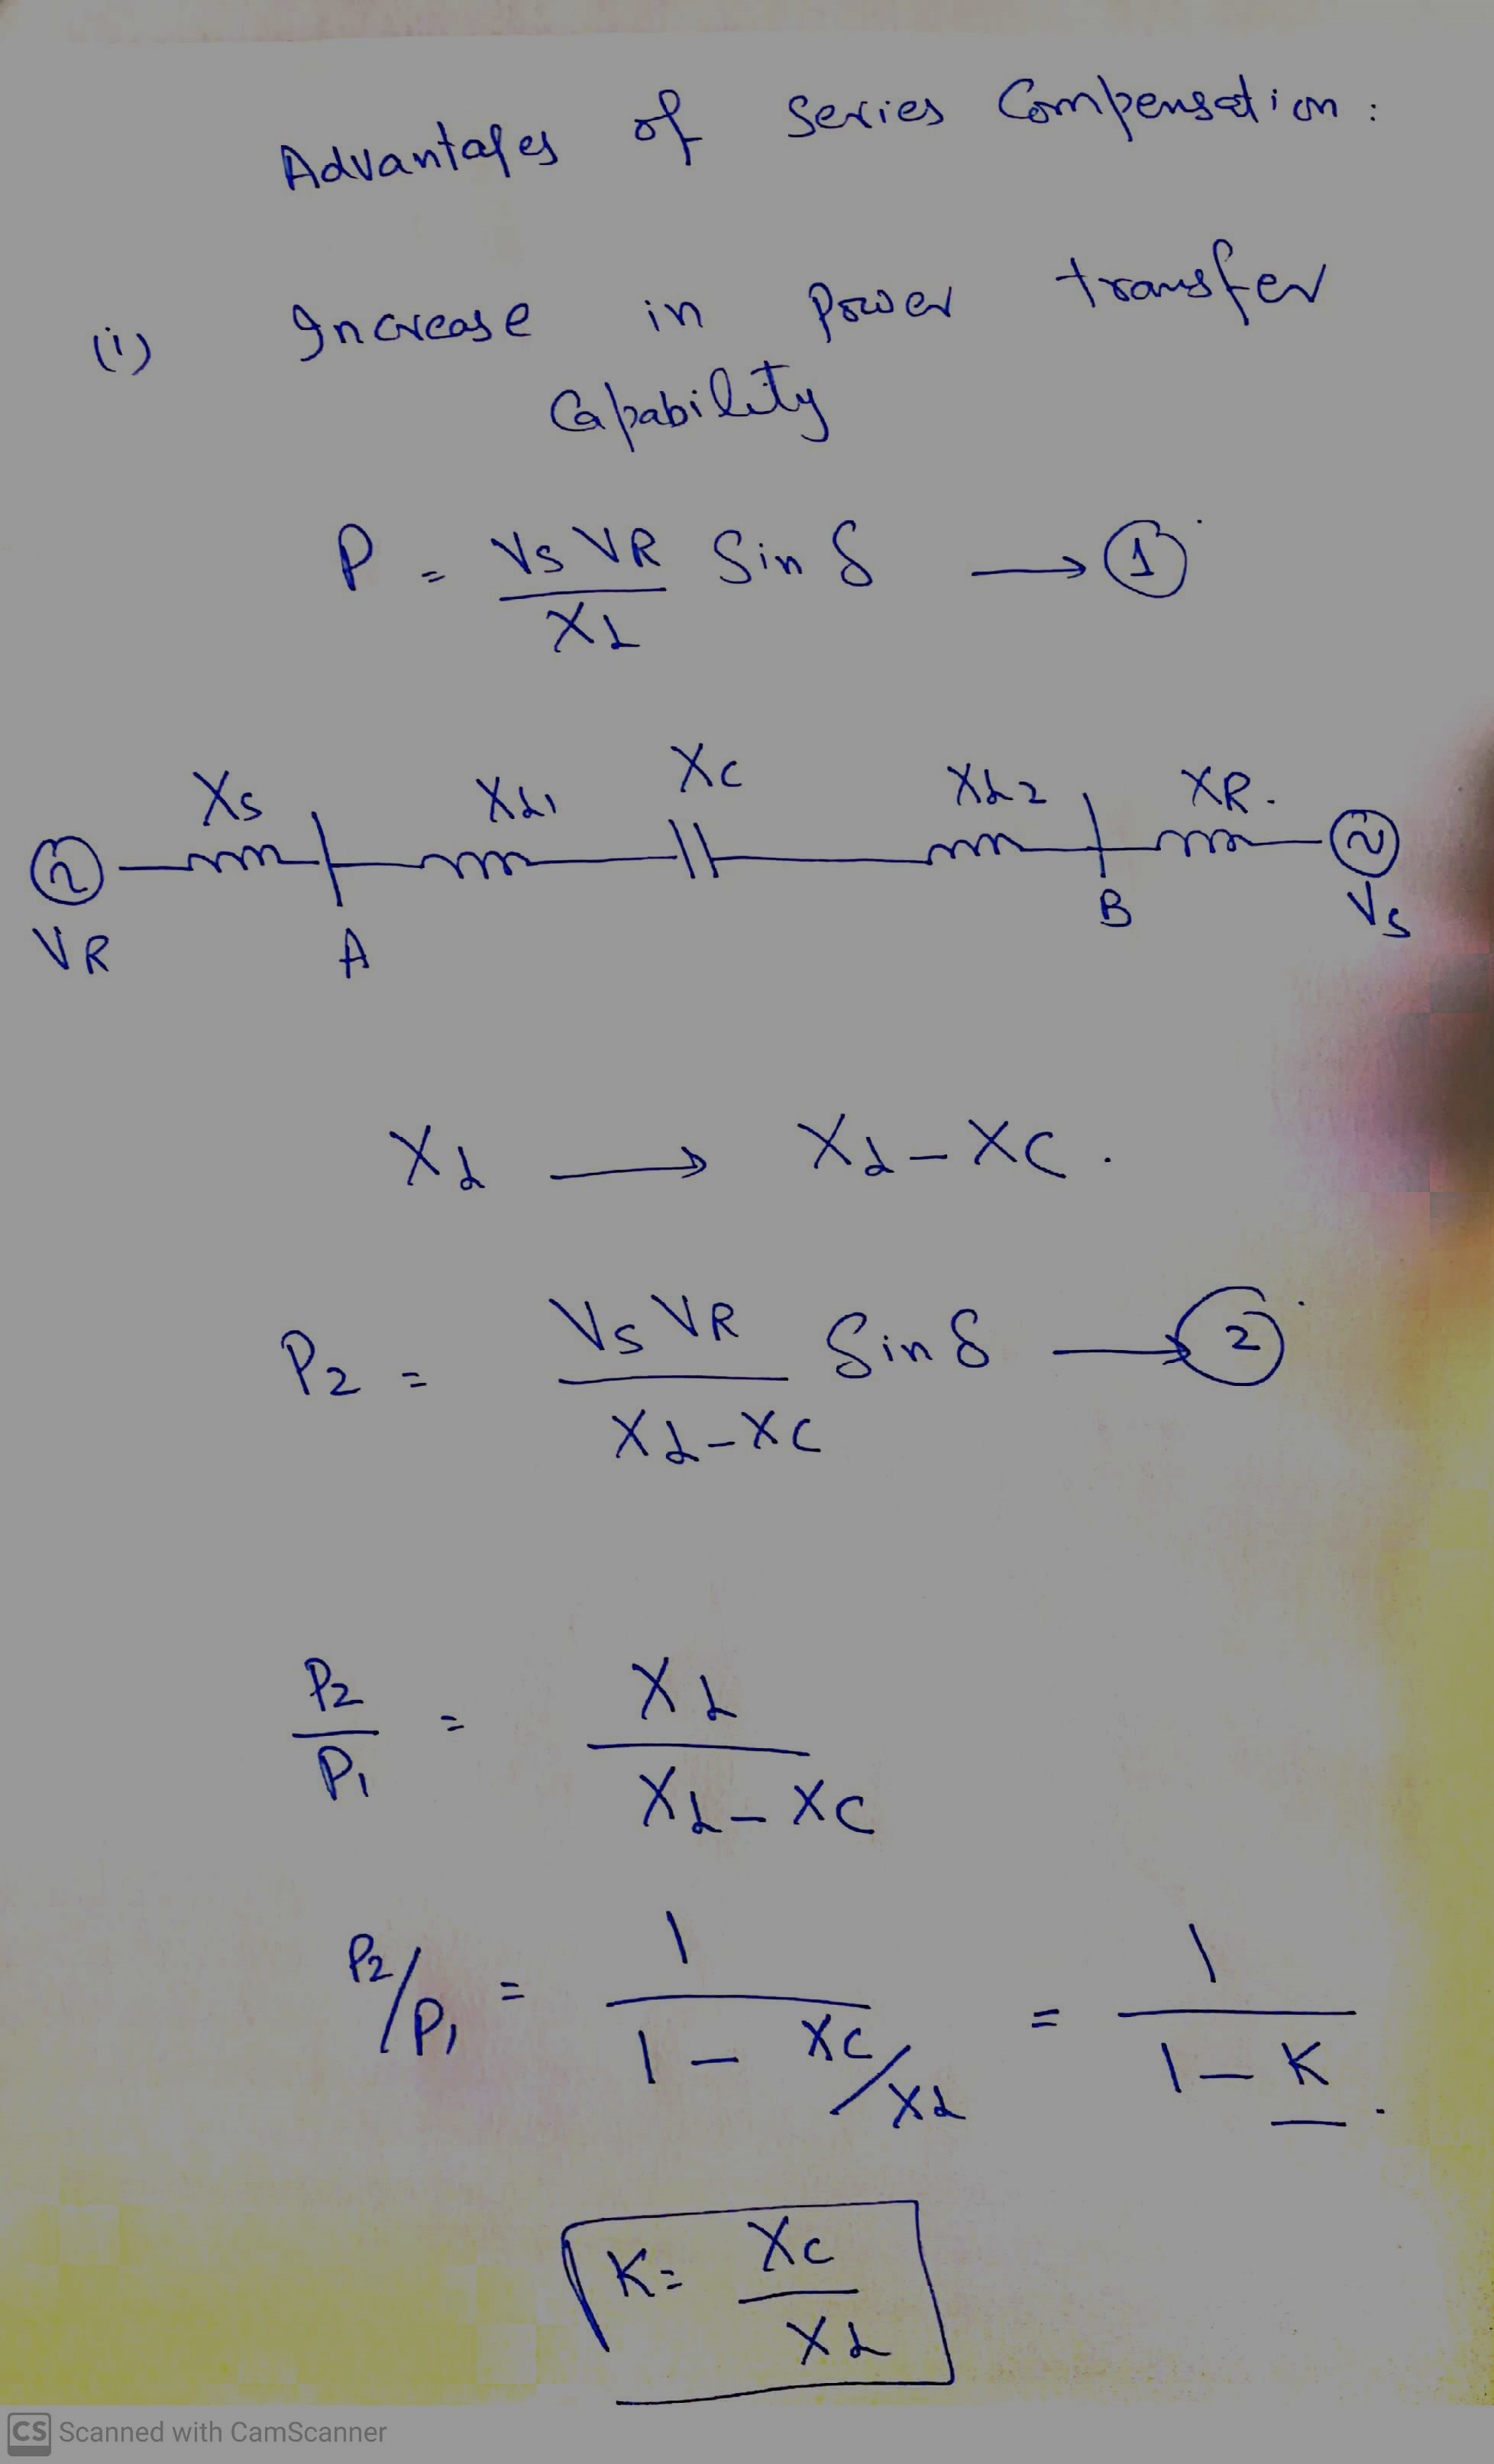 Advantages of Series Compensation :
(i) Increase in Power transfer
Capability
P = VS VR Sin δ → 1
XL
XS XL1 XC XL2 XR.
VR A B VS
XL → XL - XC .
P2 = VS VR Sin δ → 2
XL - XC
P2 = XL
P1 XL - XC
P2/P1 = 1 = 1
1 - XC/XL 1 - K .
K = XC
XL
CS Scanned with CamScanner